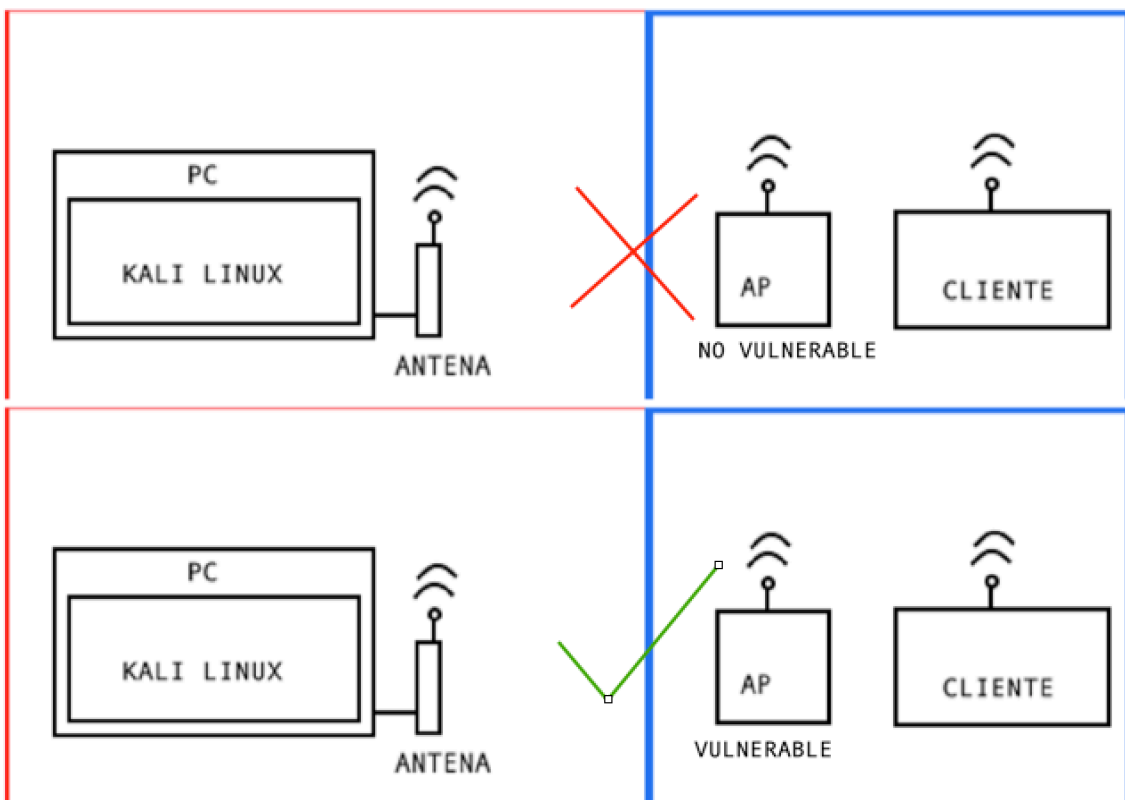 PC
KALI LINUX
ANTENA
AP
CLIENTE
NO VULNERABLE
PC
KALI LINUX
ANTENA
AP
CLIENTE
VULNERABLE